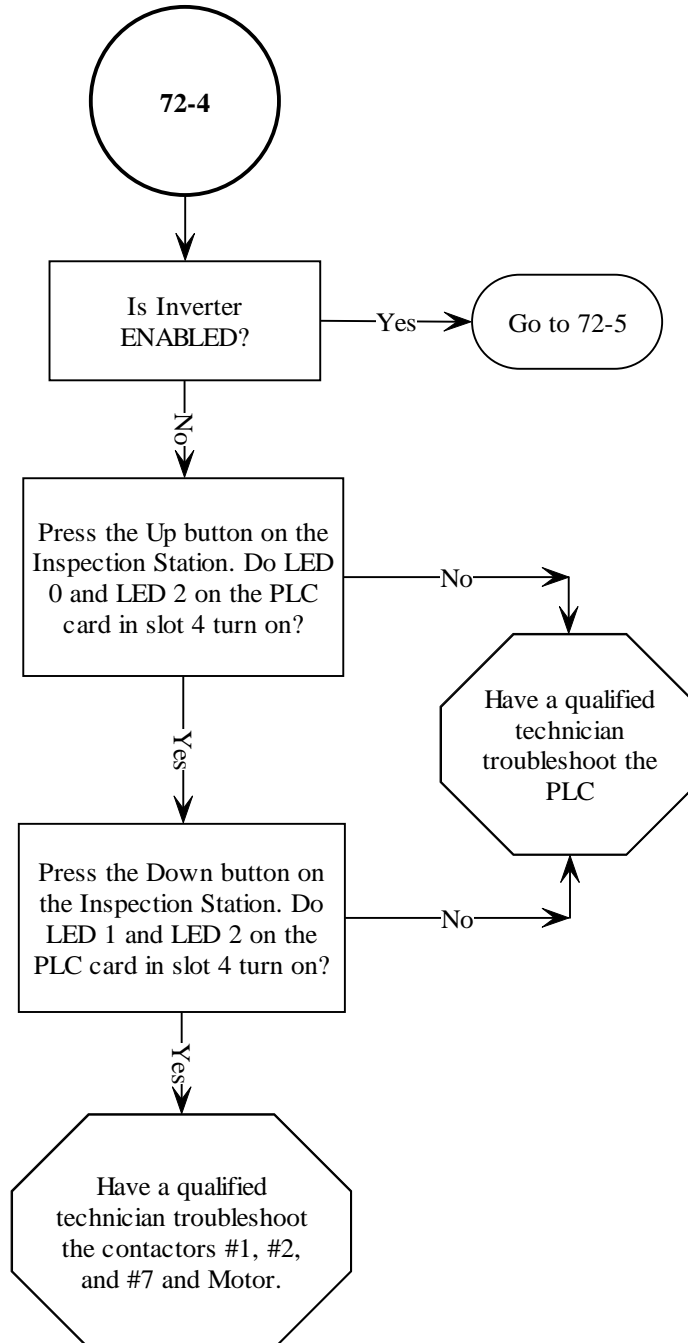 72-4
Is Inverter
ENABLED?
Yes
Go to 72-5
No
Press the Up button on the
Inspection Station. Do LED
0 and LED 2 on the PLC
card in slot 4 turn on?
No
Have a qualified
technician
troubleshoot the
PLC
Yes
Press the Down button on
the Inspection Station. Do
LED 1 and LED 2 on the
PLC card in slot 4 turn on?
No
Yes
Have a qualified
technician troubleshoot
the contactors #1, #2,
and #7 and Motor.